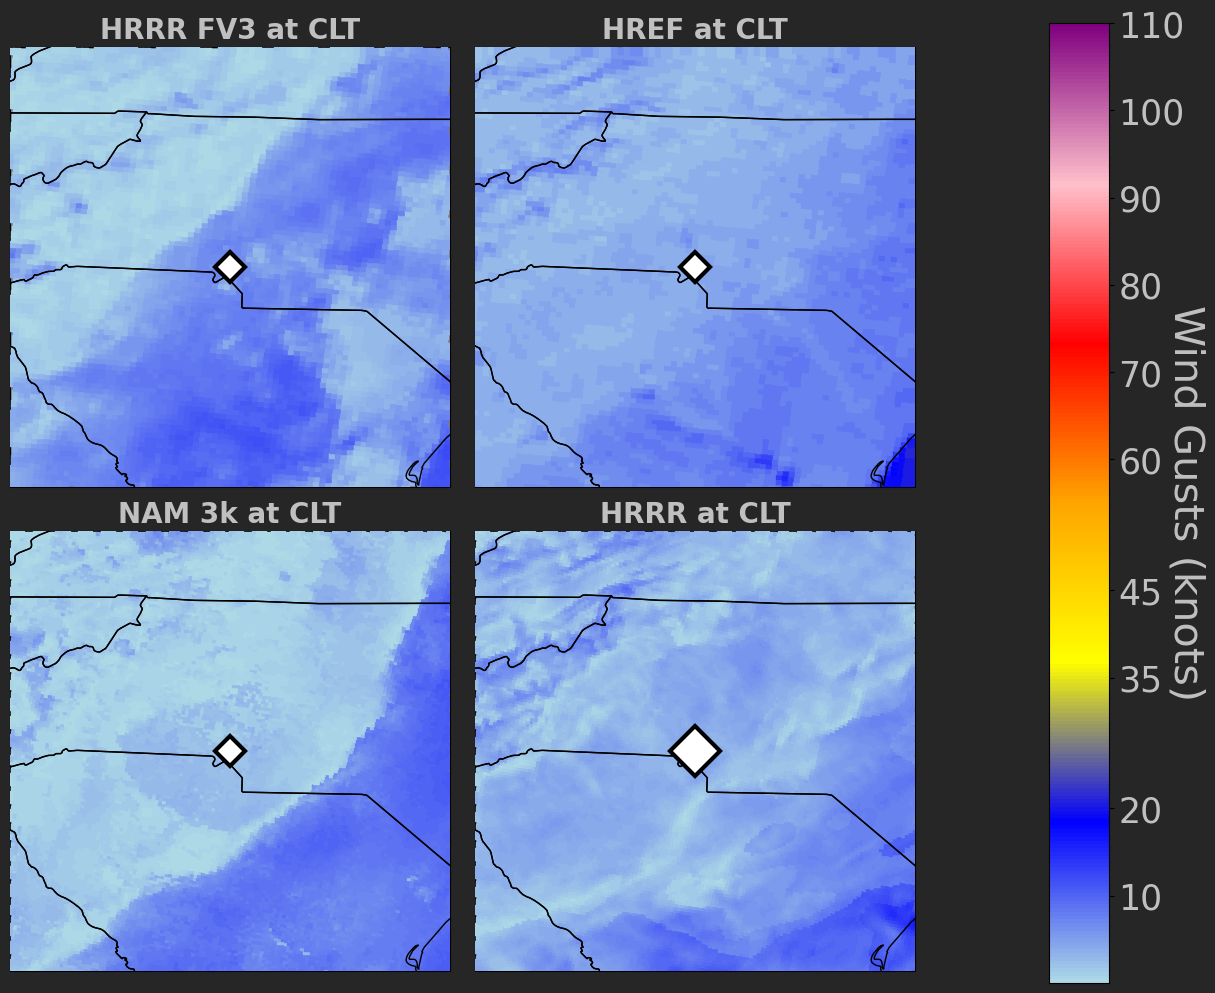 HRRR FV3 at CLT
HREF at CLT
NAM 3k at CLT
HRRR at CLT
110
100
90
80
70
60
45
35
20
10
Wind Gusts (knots)